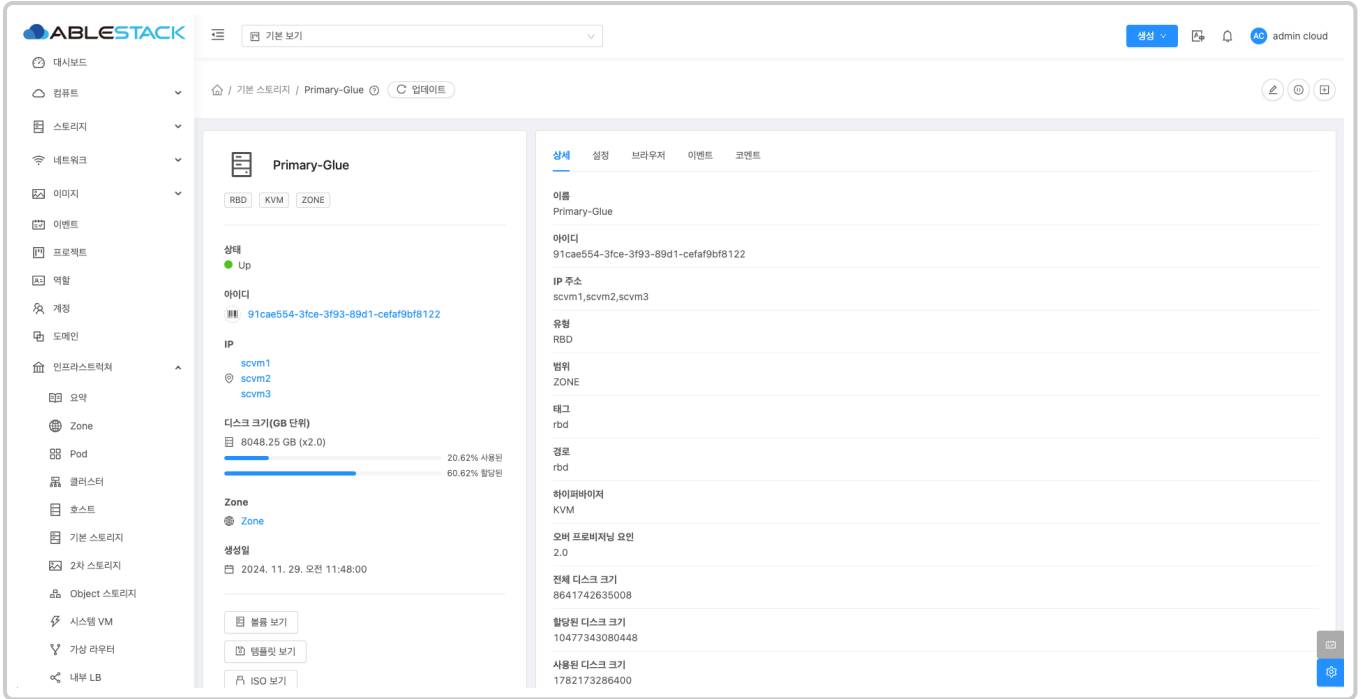 ABLESTACK
기본 보기
생성
AC admin cloud
대시보드
컴퓨트
스토리지
네트워크
이미지
이벤트
프로젝트
역할
계정
도메인
인프라스트럭쳐
요약
Zone
Pod
클러스터
호스트
기본 스토리지
2차 스토리지
Object 스토리지
시스템 VM
가상 라우터
내부 LB
/ 기본 스토리지 / Primary-Glue
업데이트
Primary-Glue
RBD KVM ZONE
상태
Up
아이디
91cae554-3fce-3f93-89d1-cefaf9bf8122
IP
scvm1
scvm2
scvm3
디스크 크기(GB 단위)
8048.25 GB (x2.0)
20.62% 사용된
60.62% 할당된
Zone
Zone
생성일
2024. 11. 29. 오전 11:48:00
볼륨 보기
템플릿 보기
ISO 보기
상세 설정 브라우저 이벤트 코멘트
이름
Primary-Glue
아이디
91cae554-3fce-3f93-89d1-cefaf9bf8122
IP 주소
scvm1,scvm2,scvm3
유형
RBD
범위
ZONE
태그
rbd
경로
rbd
하이퍼바이저
KVM
오버 프로비저닝 요인
2.0
전체 디스크 크기
8641742635008
할당된 디스크 크기
10477343080448
사용된 디스크 크기
1782173286400